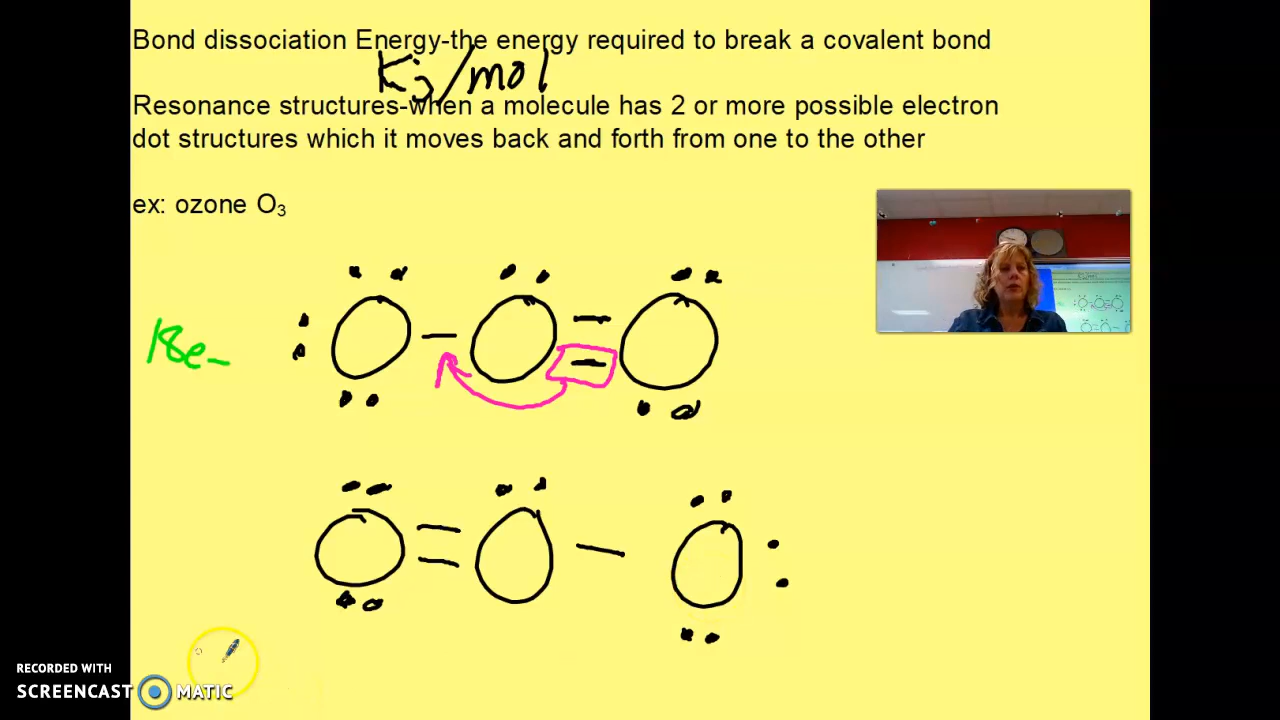 Bond dissociation Energy-the energy required to break a covalent bond
KJ/mol
Resonance structures-when a molecule has 2 or more possible electron
dot structures which it moves back and forth from one to the other
ex: ozone O₃
18e-
RECORDED WITH
SCREENCAST MATIC